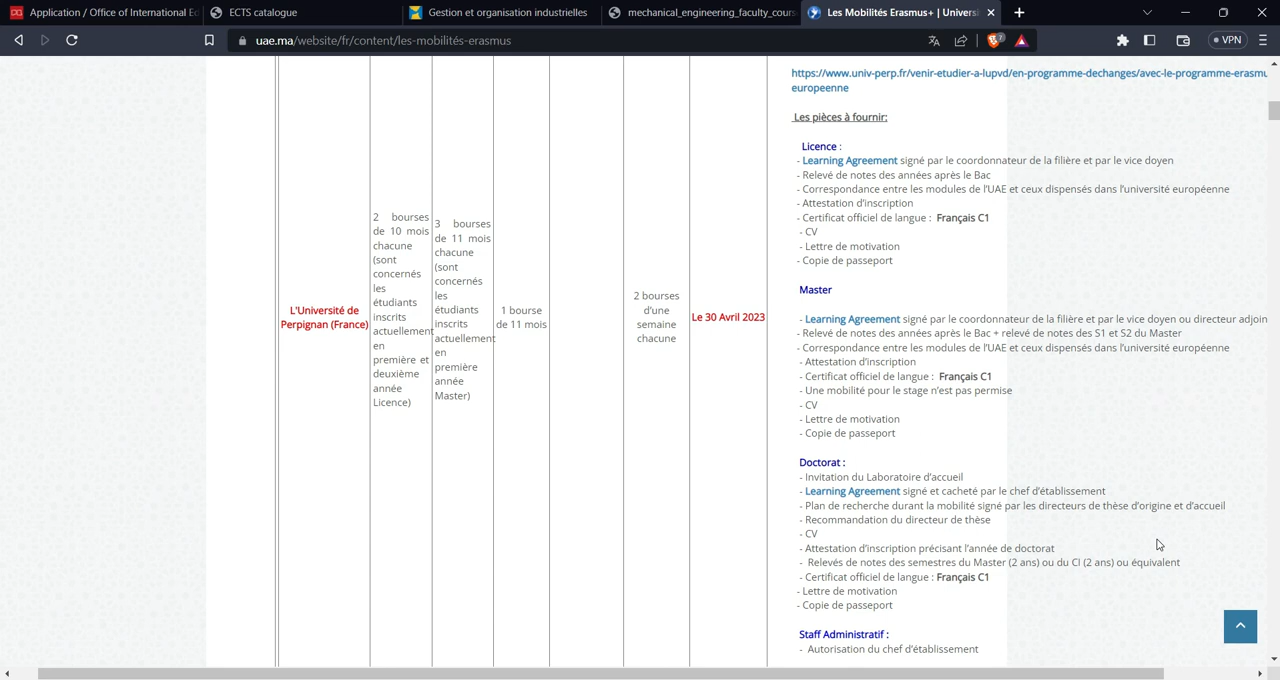 Application / Office of International Ed
ECTS catalogue
Gestion et organisation industrielles
mechanical_engineering_faculty_cours
Les Mobilités Erasmus+ | Universi
uae.ma/website/fr/content/les-mobilités-erasmus
7
VPN
L'Université de
Perpignan (France)
2 bourses
de 10 mois
chacune
(sont
concernés
les
étudiants
inscrits
actuellement
en
première et
deuxième
année
Licence)
3 bourses
de 11 mois
chacune
(sont
concernés
les
étudiants
inscrits
actuellement
en
première
année
Master)
1 bourse
de 11 mois
2 bourses
d'une
semaine
chacune
Le 30 Avril 2023
https://www.univ-perp.fr/venir-etudier-a-lupvd/en-programme-dechanges/avec-le-programme-erasmu
europeenne
Les pièces à fournir:
Licence :
- Learning Agreement signé par le coordonnateur de la filière et par le vice doyen
- Relevé de notes des années après le Bac
- Correspondance entre les modules de l'UAE et ceux dispensés dans l'université européenne
- Attestation d'inscription
- Certificat officiel de langue : Français C1
- CV
- Lettre de motivation
- Copie de passeport
Master
- Learning Agreement signé par le coordonnateur de la filière et par le vice doyen ou directeur adjoin
- Relevé de notes des années après le Bac + relevé de notes des S1 et S2 du Master
- Correspondance entre les modules de l'UAE et ceux dispensés dans l'université européenne
- Attestation d'inscription
- Certificat officiel de langue : Français C1
- Une mobilité pour le stage n'est pas permise
- CV
- Lettre de motivation
- Copie de passeport
Doctorat :
- Invitation du Laboratoire d'accueil
- Learning Agreement signé et cacheté par le chef d'établissement
- Plan de recherche durant la mobilité signé par les directeurs de thèse d'origine et d'accueil
- Recommandation du directeur de thèse
- CV
- Attestation d'inscription précisant l'année de doctorat
- Relevés de notes des semestres du Master (2 ans) ou du CI (2 ans) ou équivalent
- Certificat officiel de langue : Français C1
- Lettre de motivation
- Copie de passeport
Staff Administratif :
- Autorisation du chef d'établissement